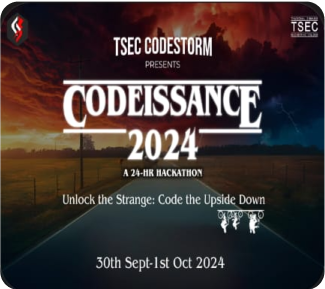 TSEC
TSEC CODESTORM
PRESENTS
CODEISSANCE
2024
A 24-HR HACKATHON
Unlock the Strange: Code the Upside Down
30th Sept-1st Oct 2024